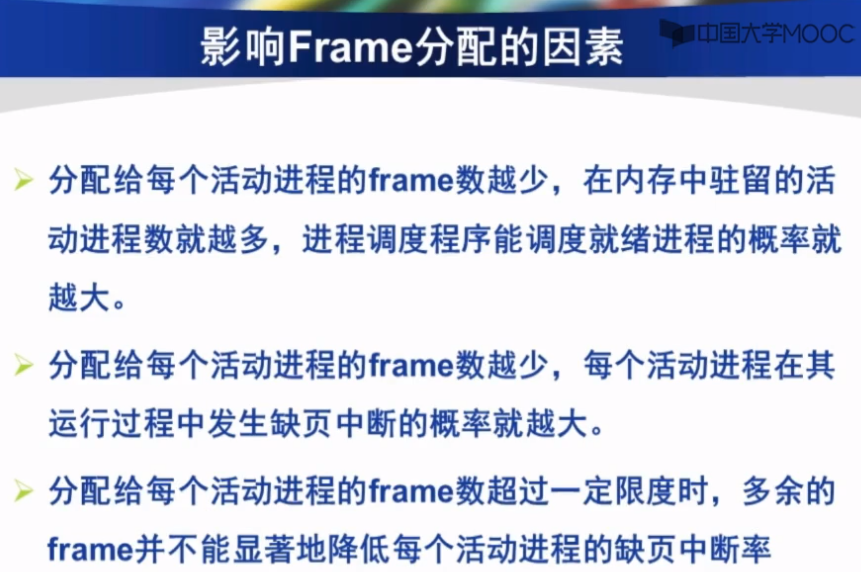 影响Frame分配的因素
中国大学MOOC
分配给每个活动进程的frame数越少，在内存中驻留的活
动进程数就越多，进程调度程序能调度就绪进程的概率就
越大。
分配给每个活动进程的frame数越少，每个活动进程在其
运行过程中发生缺页中断的概率就越大。
分配给每个活动进程的frame数超过一定限度时，多余的
frame并不能显著地降低每个活动进程的缺页中断率